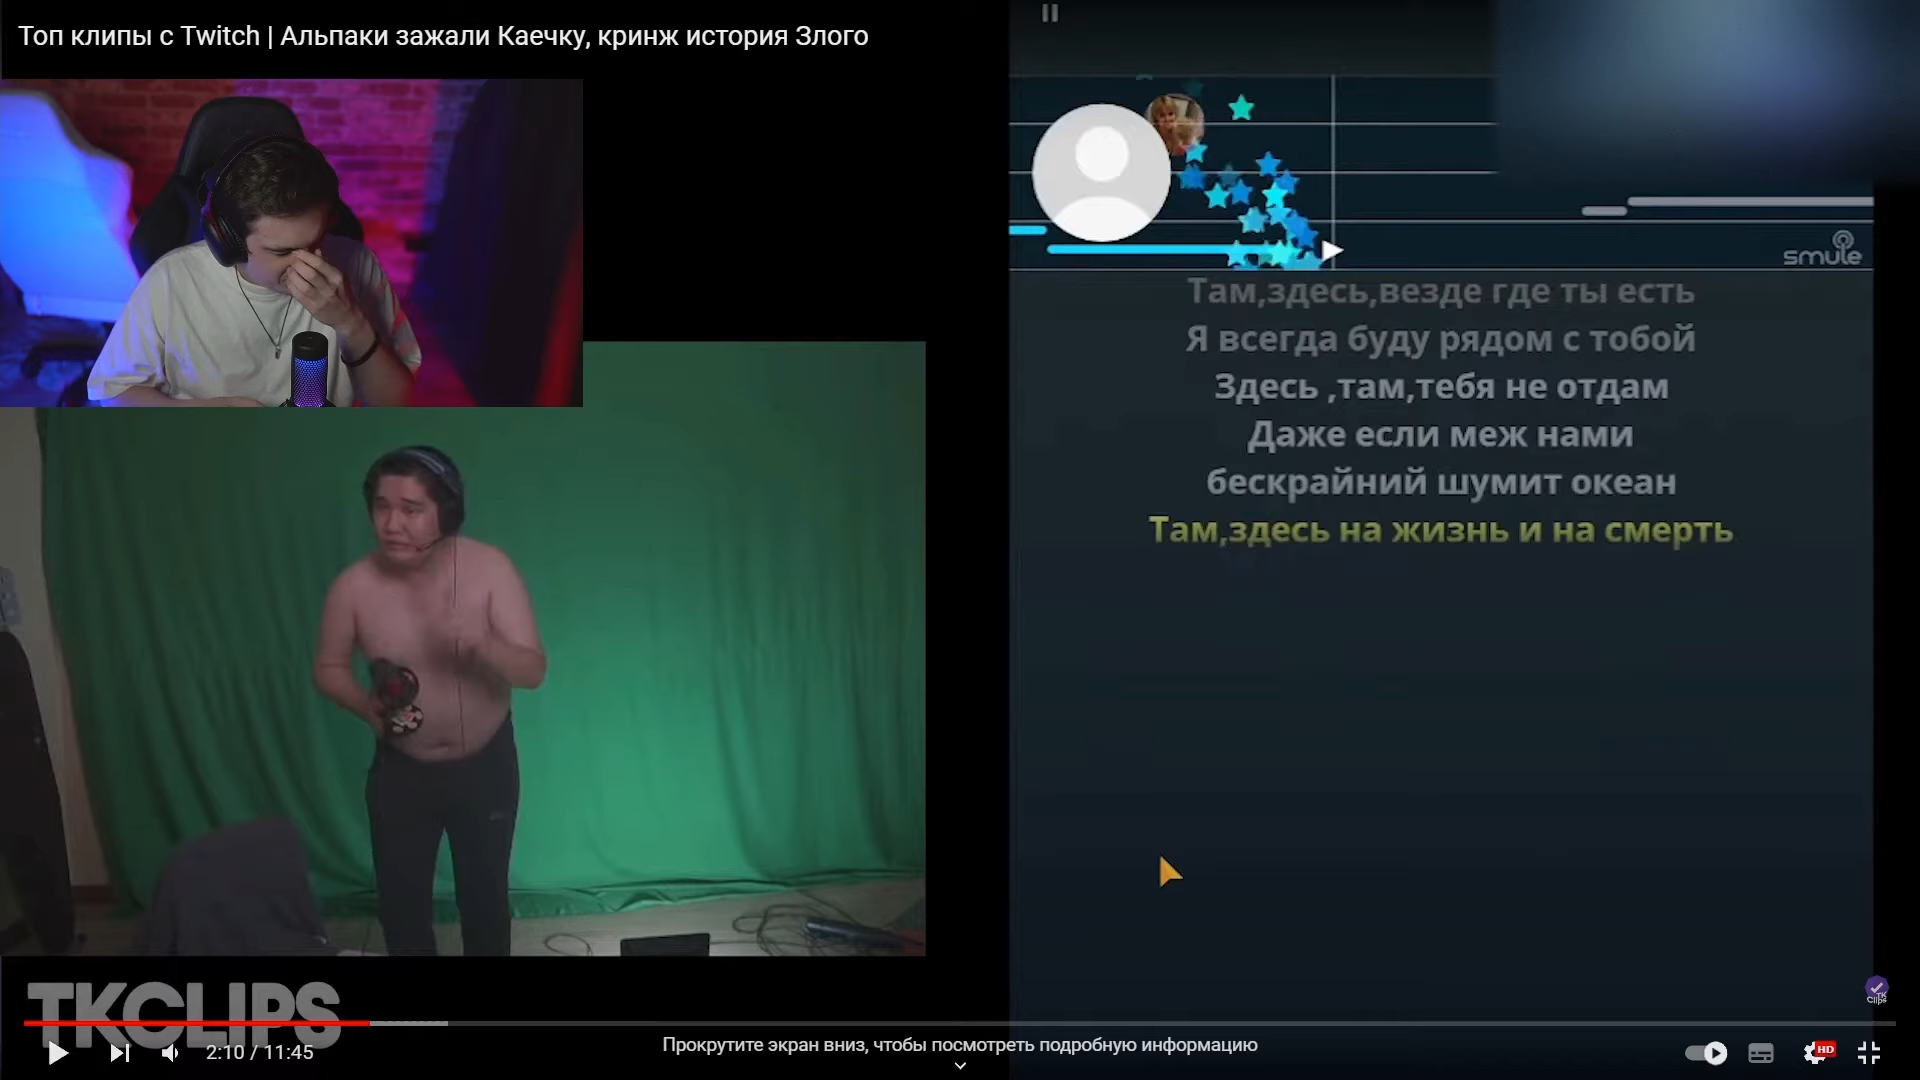 Топ клипы с Twitch | Альпаки зажали Каечку, кринж история Злого
smule
Там,здесь,везде где ты есть
Я всегда буду рядом с тобой
Здесь ,там,тебя не отдам
Даже если меж нами
бескрайний шумит океан
Там,здесь на жизнь и на смерть
TKCLIPS
TK
Clips
2:10 / 11:45
Прокрутите экран вниз, чтобы посмотреть подробную информацию
HD